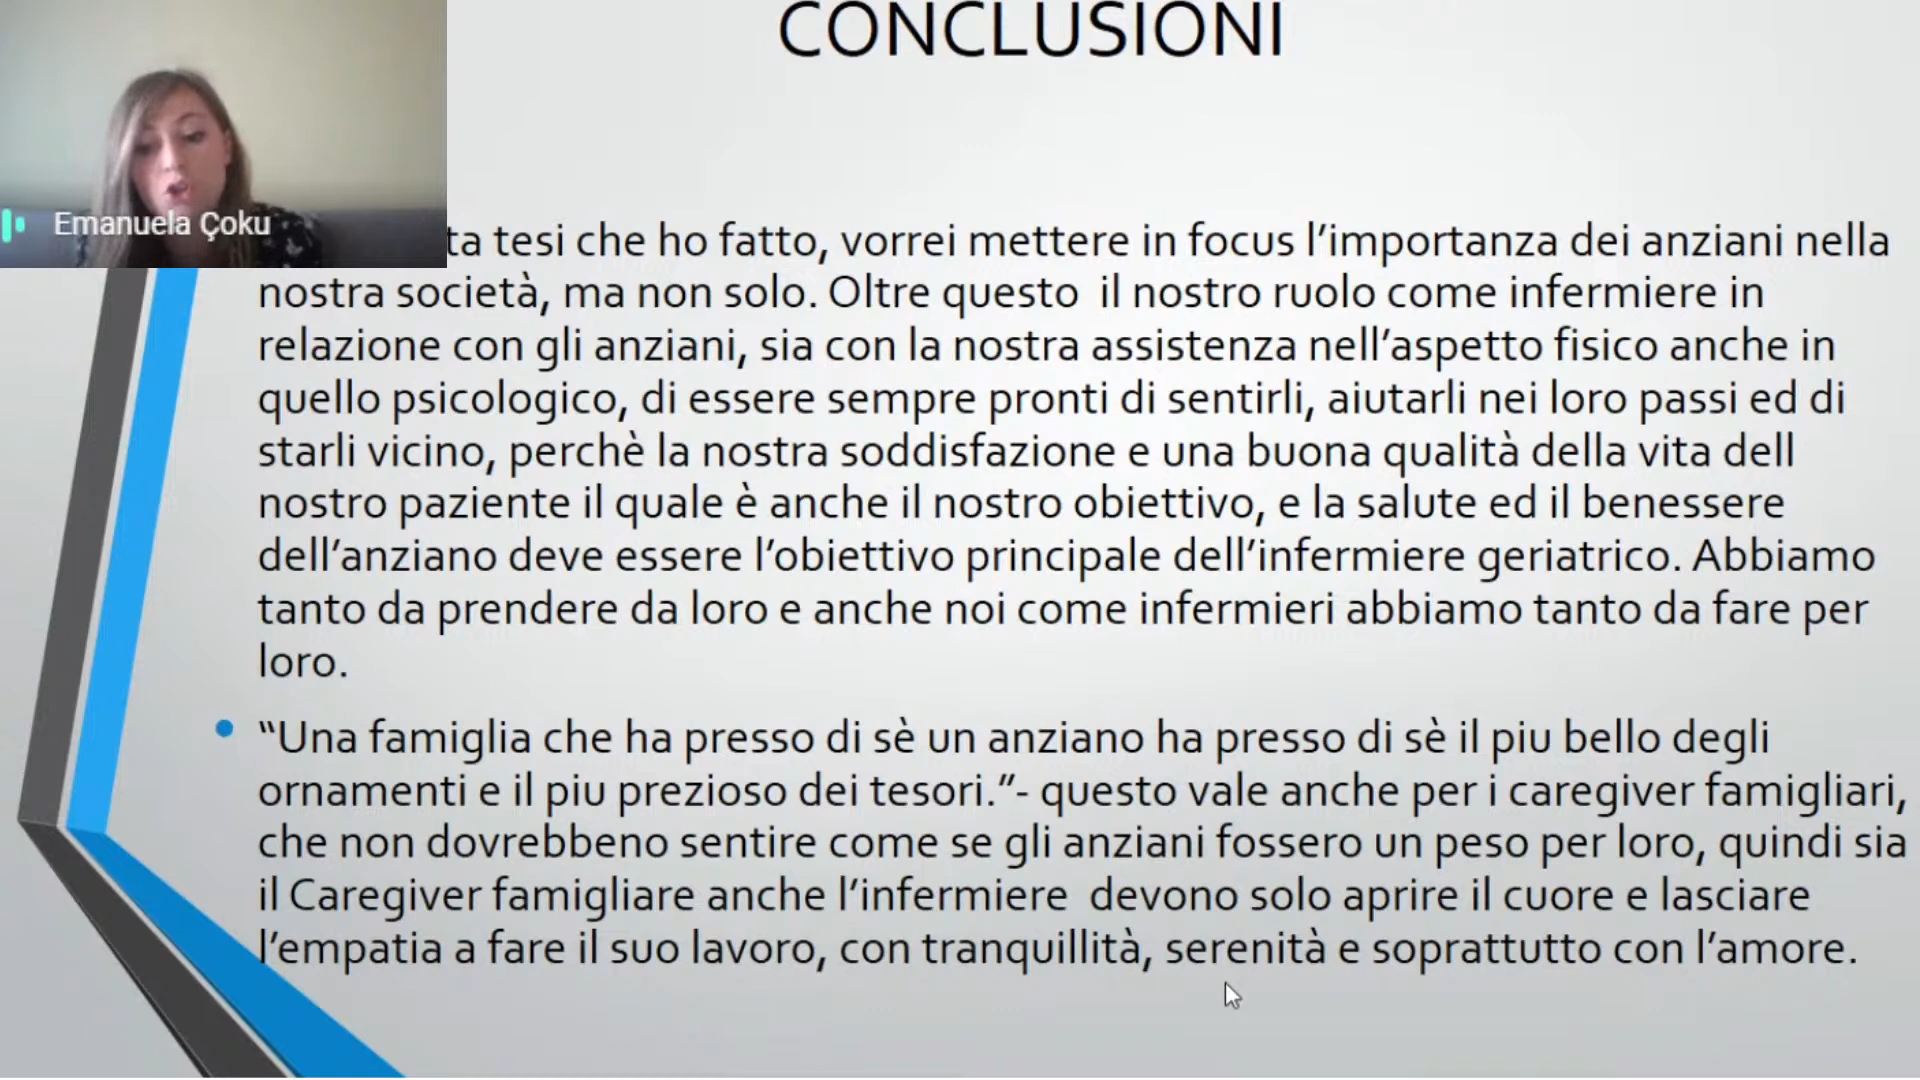 CONCLUSIONI
Emanuela Çoku
ta tesi che ho fatto, vorrei mettere in focus l’importanza dei anziani nella
nostra società, ma non solo. Oltre questo  il nostro ruolo come infermiere in
relazione con gli anziani, sia con la nostra assistenza nell’aspetto fisico anche in
quello psicologico, di essere sempre pronti di sentirli, aiutarli nei loro passi ed di
starli vicino, perchè la nostra soddisfazione e una buona qualità della vita dell
nostro paziente il quale è anche il nostro obiettivo, e la salute ed il benessere
dell’anziano deve essere l’obiettivo principale dell’infermiere geriatrico. Abbiamo
tanto da prendere da loro e anche noi come infermieri abbiamo tanto da fare per
loro.
“Una famiglia che ha presso di sè un anziano ha presso di sè il piu bello degli
ornamenti e il piu prezioso dei tesori.”- questo vale anche per i caregiver famigliari,
che non dovrebbeno sentire come se gli anziani fossero un peso per loro, quindi sia
il Caregiver famigliare anche l’infermiere  devono solo aprire il cuore e lasciare
l’empatia a fare il suo lavoro, con tranquillità, serenità e soprattutto con l’amore.